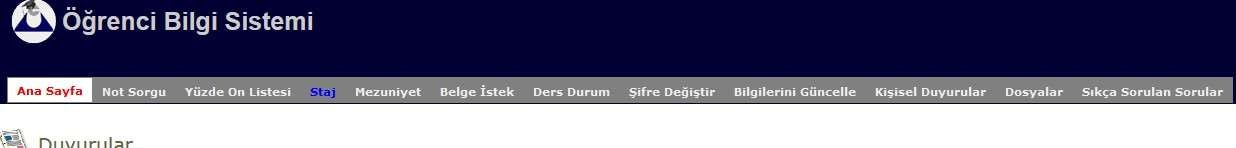 Öğrenci Bilgi Sistemi
Ana Sayfa Not Sorgu Yüzde On Listesi Staj Mezuniyet Belge İstek Ders Durum Şifre Değiştir Bilgilerini Güncelle Kişisel Duyurular Dosyalar Sıkça Sorulan Sorular
Duyurular